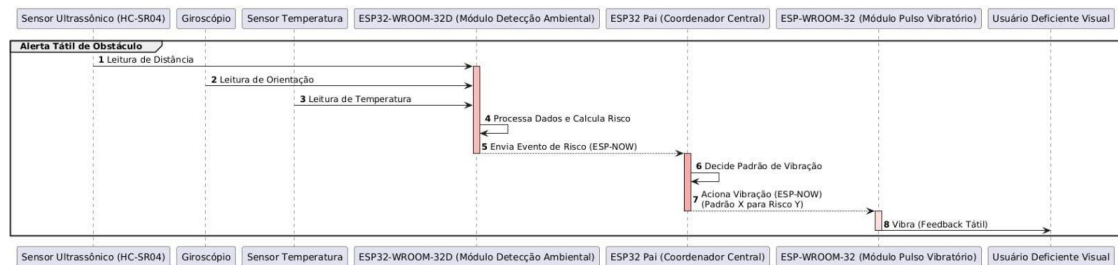 Sensor Ultrassônico (HC-SR04) Giroscópio Sensor Temperatura ESP32-WROOM-32D (Módulo Detecção Ambiental) ESP32 Pai (Coordenador Central) ESP-WROOM-32 (Módulo Pulso Vibratório) Usuário Deficiente Visual
Alerta Tátil de Obstáculo
1 Leitura de Distância
2 Leitura de Orientação
3 Leitura de Temperatura
4 Processa Dados e Calcula Risco
5 Envia Evento de Risco (ESP-NOW)
6 Decide Padrão de Vibração
7 Aciona Vibração (ESP-NOW)
(Padrão X para Risco Y)
8 Vibra (Feedback Tátil)
Sensor Ultrassônico (HC-SR04) Giroscópio Sensor Temperatura ESP32-WROOM-32D (Módulo Detecção Ambiental) ESP32 Pai (Coordenador Central) ESP-WROOM-32 (Módulo Pulso Vibratório) Usuário Deficiente Visual